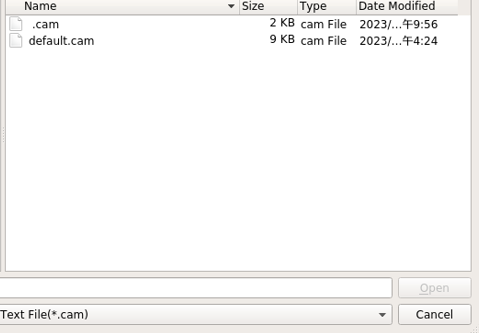 Name Size Type Date Modified
.cam 2 KB cam File 2023/...午9:56
default.cam 9 KB cam File 2023/...午4:24
Open
Text File(*.cam) Cancel